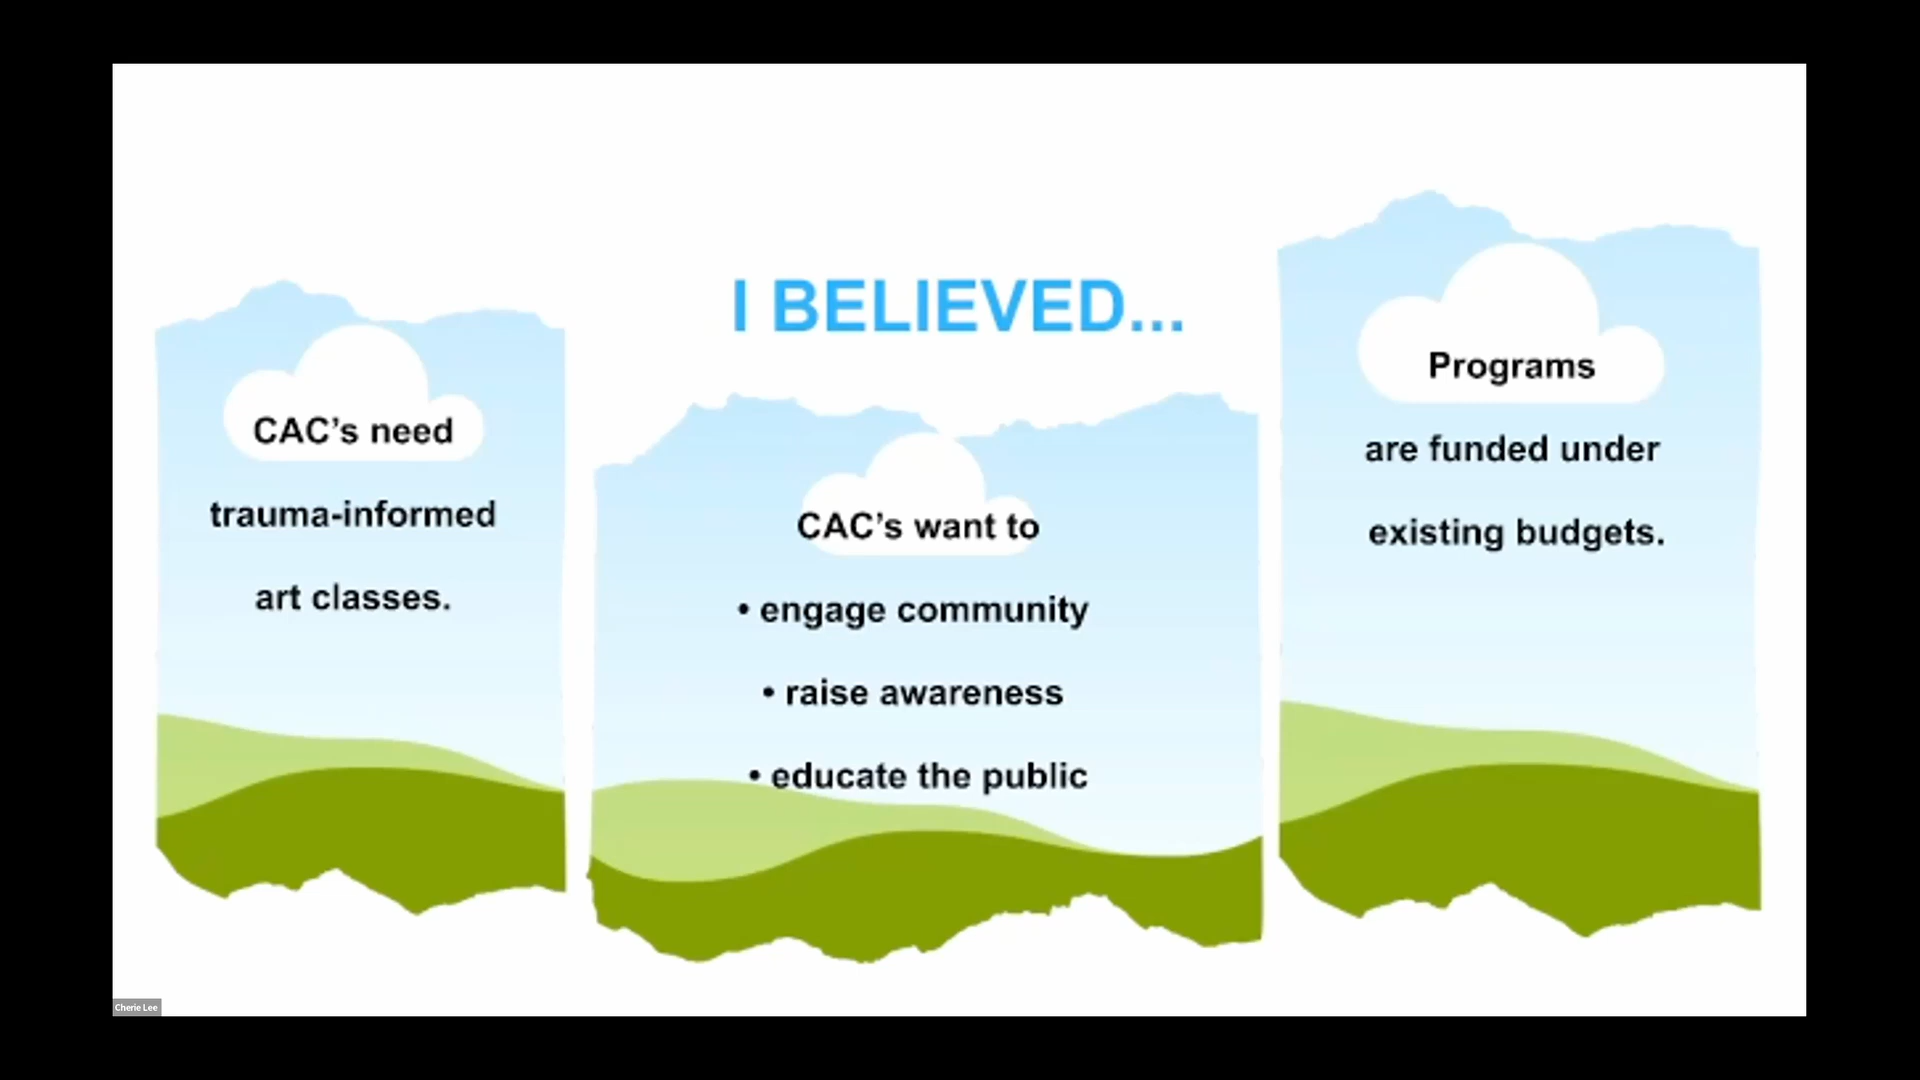 I BELIEVED...
CAC’s need
trauma-informed
art classes.
CAC’s want to
• engage community
• raise awareness
• educate the public
Programs
are funded under
existing budgets.
Cherie Lee